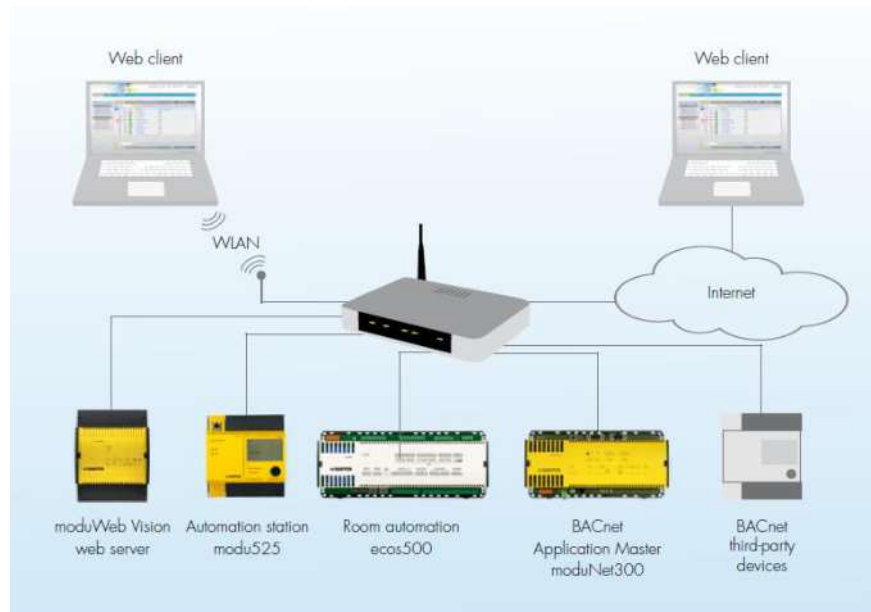 Web client
Web client
WLAN
Internet
moduWeb Vision
web server
Automation station
modu525
Room automation
ecos500
BACnet
Application Master
moduNet300
BACnet
third-party
devices